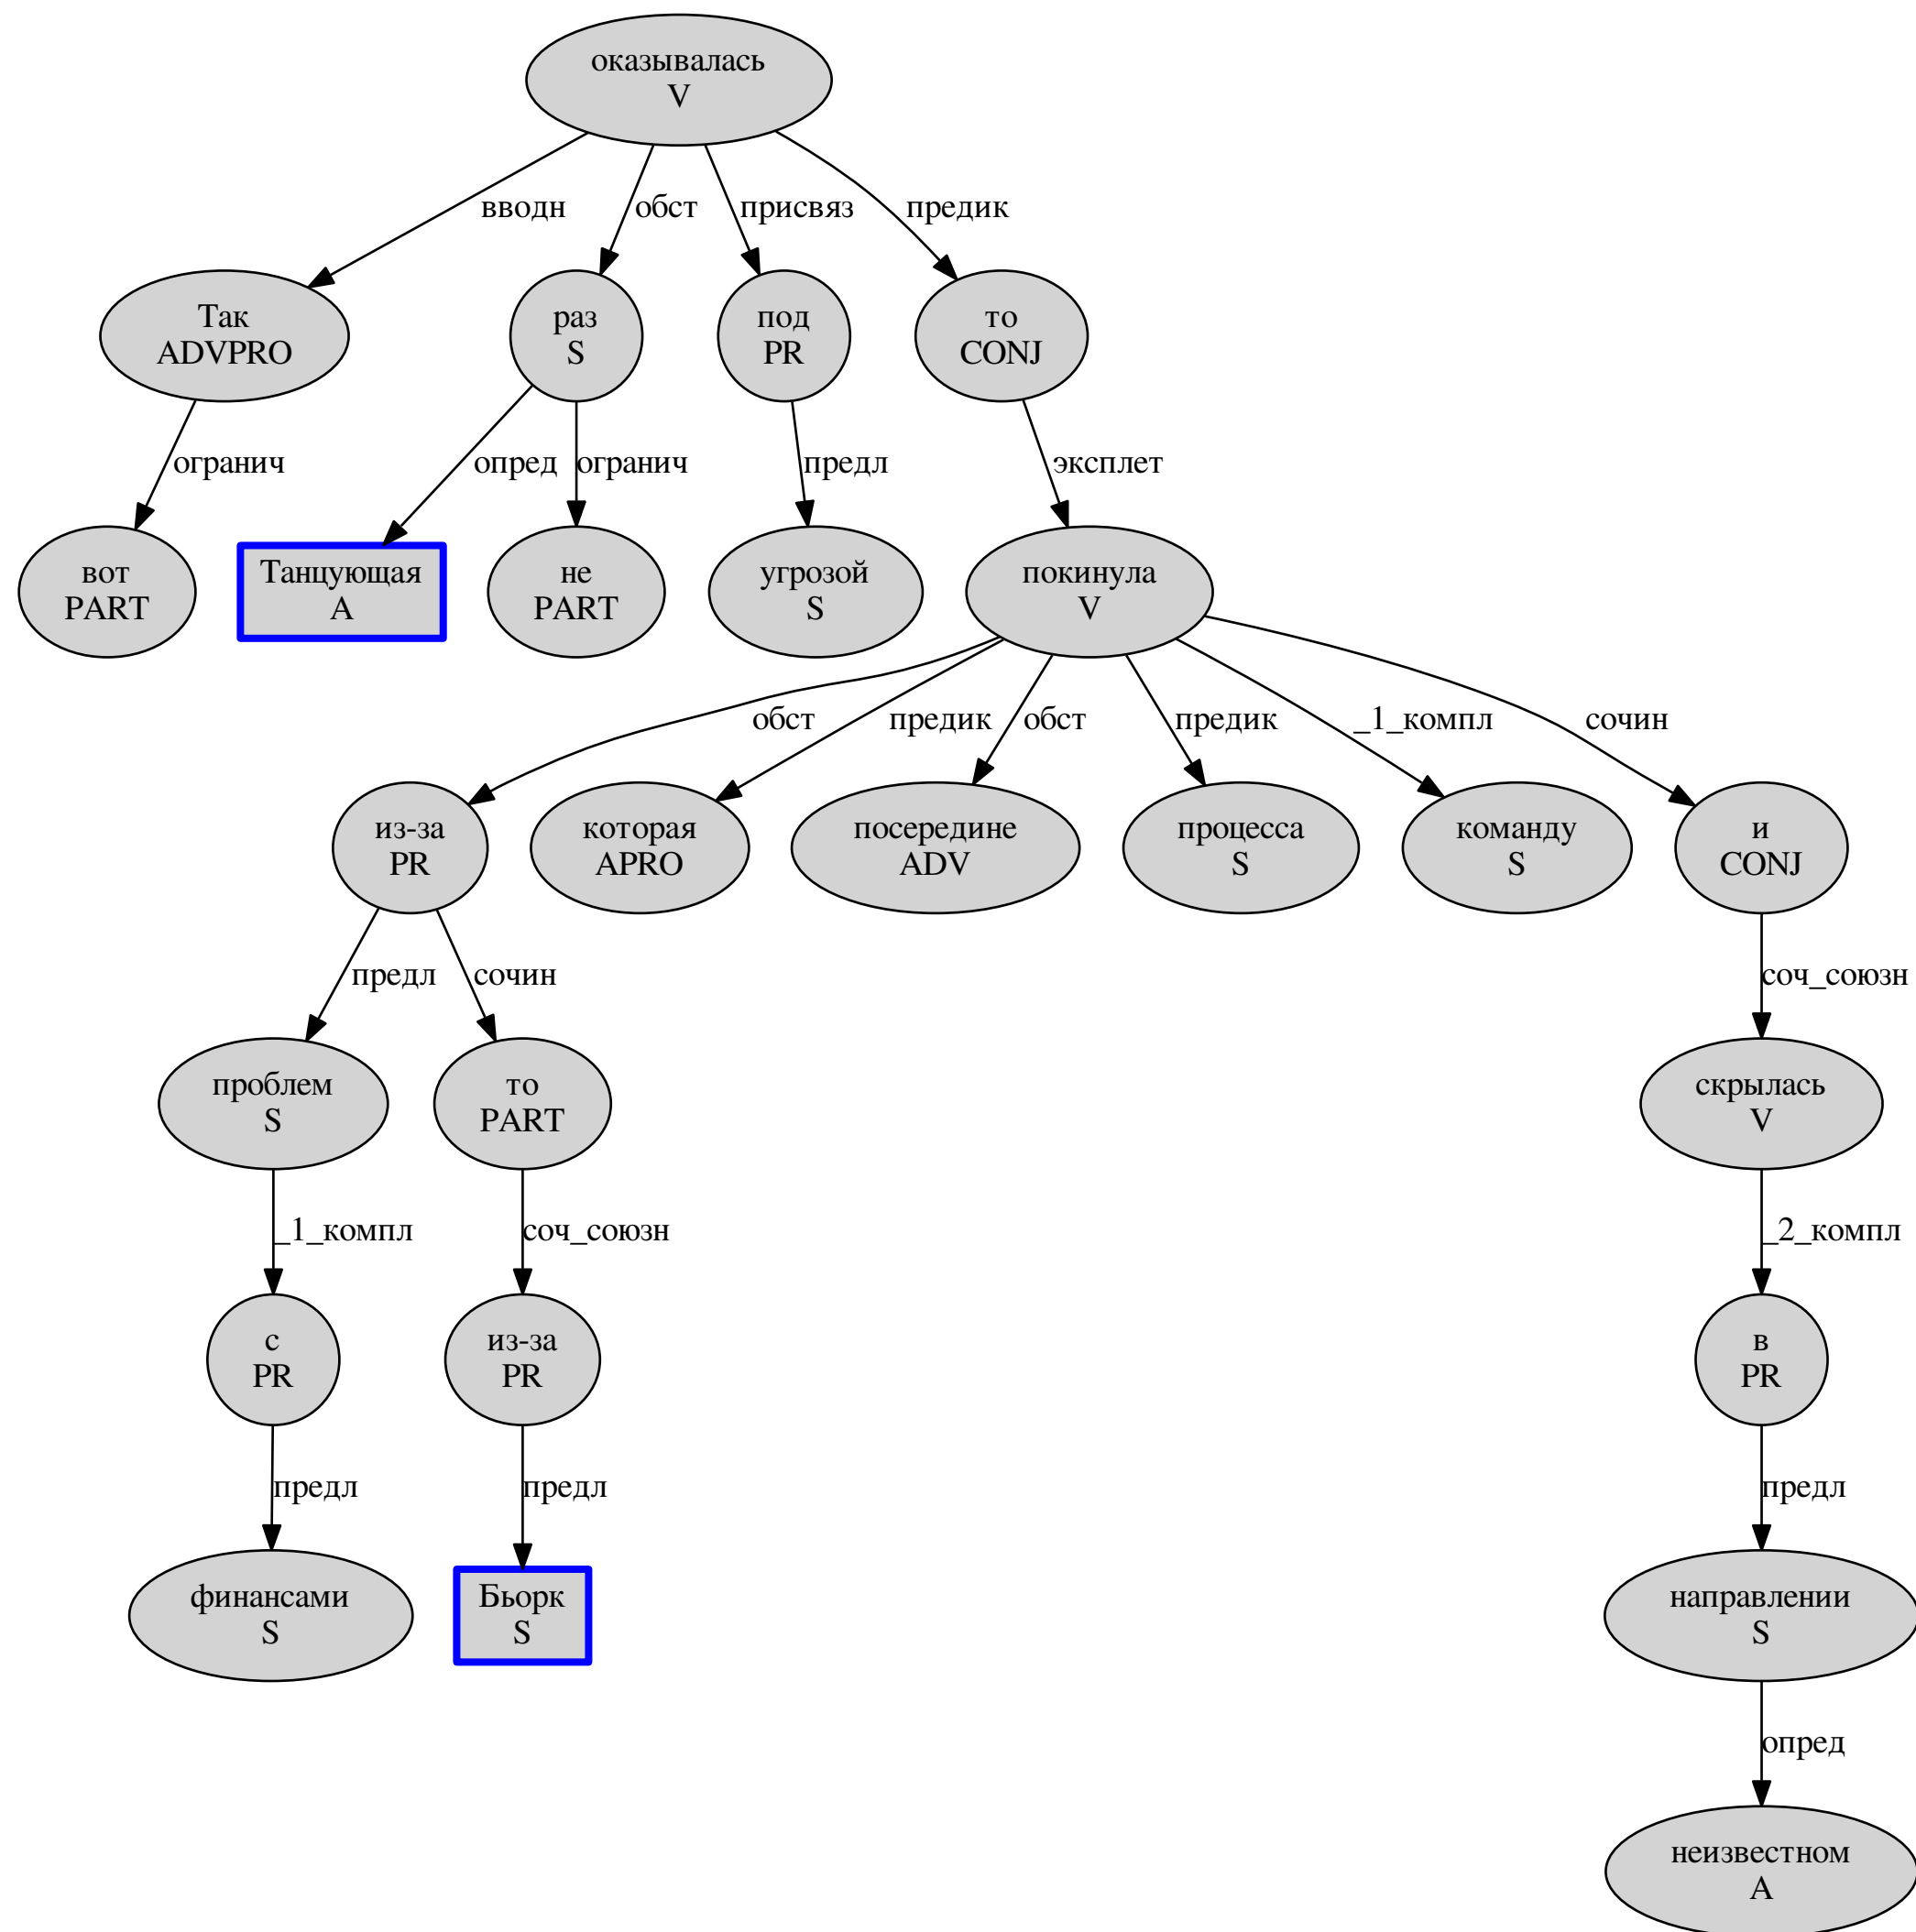 оказывалась
V
вводн
обст
присвяз
предик
Так
ADVPRO
раз
S
под
PR
то
CONJ
огранич
опред
огранич
предл
эксплет
вот
PART
Танцующая
A
не
PART
угрозой
S
покинула
V
обст
предик
обст
предик
_1_компл
сочин
из-за
PR
которая
APRO
посередине
ADV
процесса
S
команду
S
и
CONJ
предл
сочин
соч_союзн
проблем
S
то
PART
скрылась
V
_1_компл
соч_союзн
_2_компл
с
PR
из-за
PR
в
PR
предл
предл
предл
финансами
S
Бьорк
S
направлении
S
опред
неизвестном
A